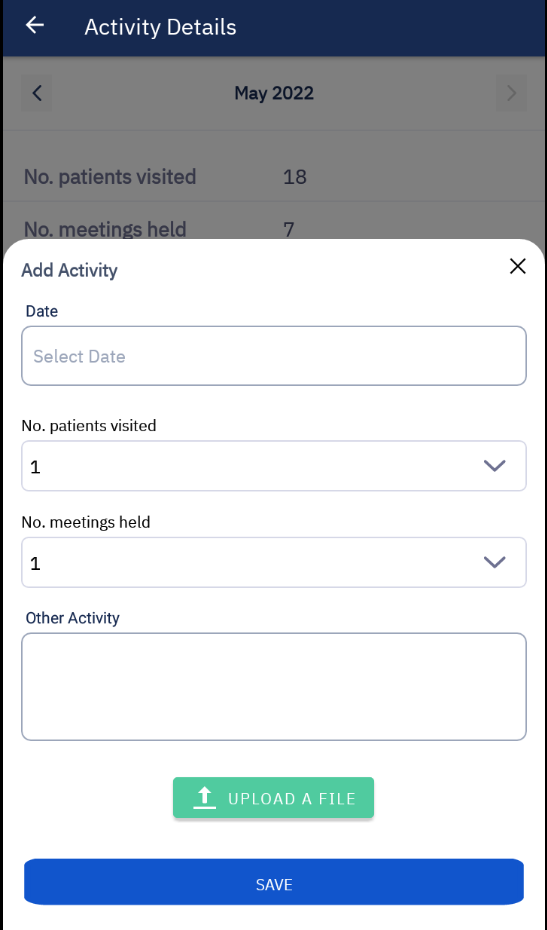 Activity Details
May 2022
No. patients visited 18
No. meetings held 7
Add Activity
Date
Select Date
No. patients visited
1
No. meetings held
1
Other Activity
UPLOAD A FILE
SAVE